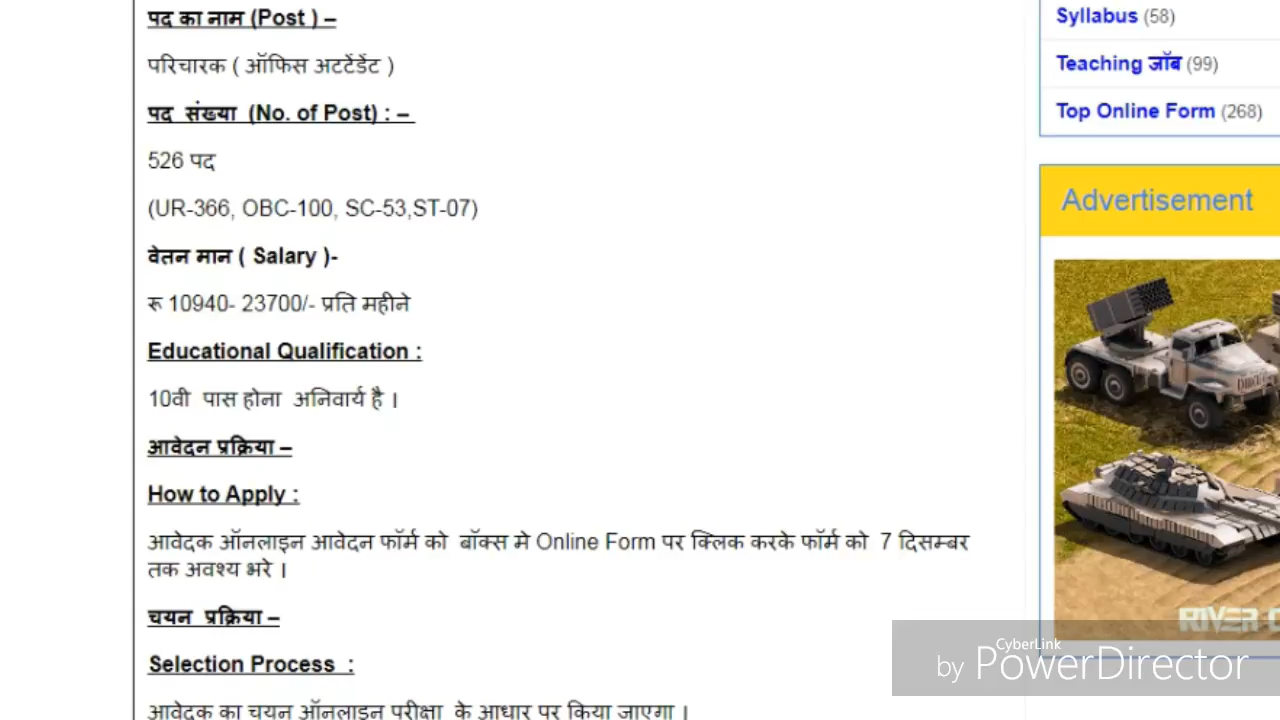 पद का नाम (Post ) –
परिचारक ( ऑफिस अटटेंडेंट )
पद संख्या (No. of Post) : –
526 पद
(UR-366, OBC-100, SC-53,ST-07)
वेतन मान ( Salary )-
रू 10940- 23700/- प्रति महीने
Educational Qualification :
10वी पास होना अनिवार्य है ।
आवेदन प्रक्रिया –
How to Apply :
आवेदक ऑनलाइन आवेदन फॉर्म को बॉक्स मे Online Form पर क्लिक करके फॉर्म को 7 दिसम्बर
तक अवश्य भरे ।
चयन प्रक्रिया –
Selection Process :
आवेदक का चयन ऑनलाइन परीक्षा के आधार पर किया जाएगा ।
Syllabus (58)
Teaching जॉब (99)
Top Online Form (268)
Advertisement
RIVER
CyberLink
by PowerDirector